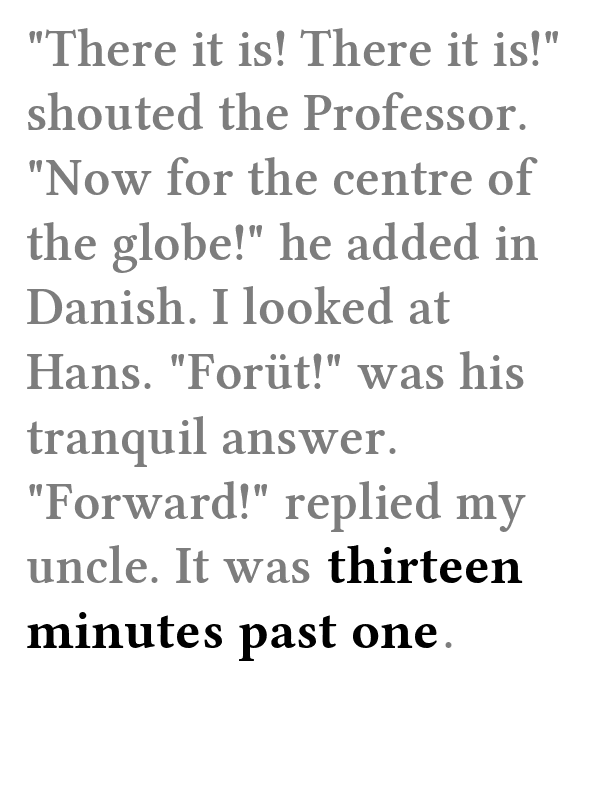 "There it is! There it is!"
shouted the Professor.
"Now for the centre of
the globe!" he added in
Danish. I looked at
Hans. "Forüt!" was his
tranquil answer.
"Forward!" replied my
uncle. It was thirteen
minutes past one.